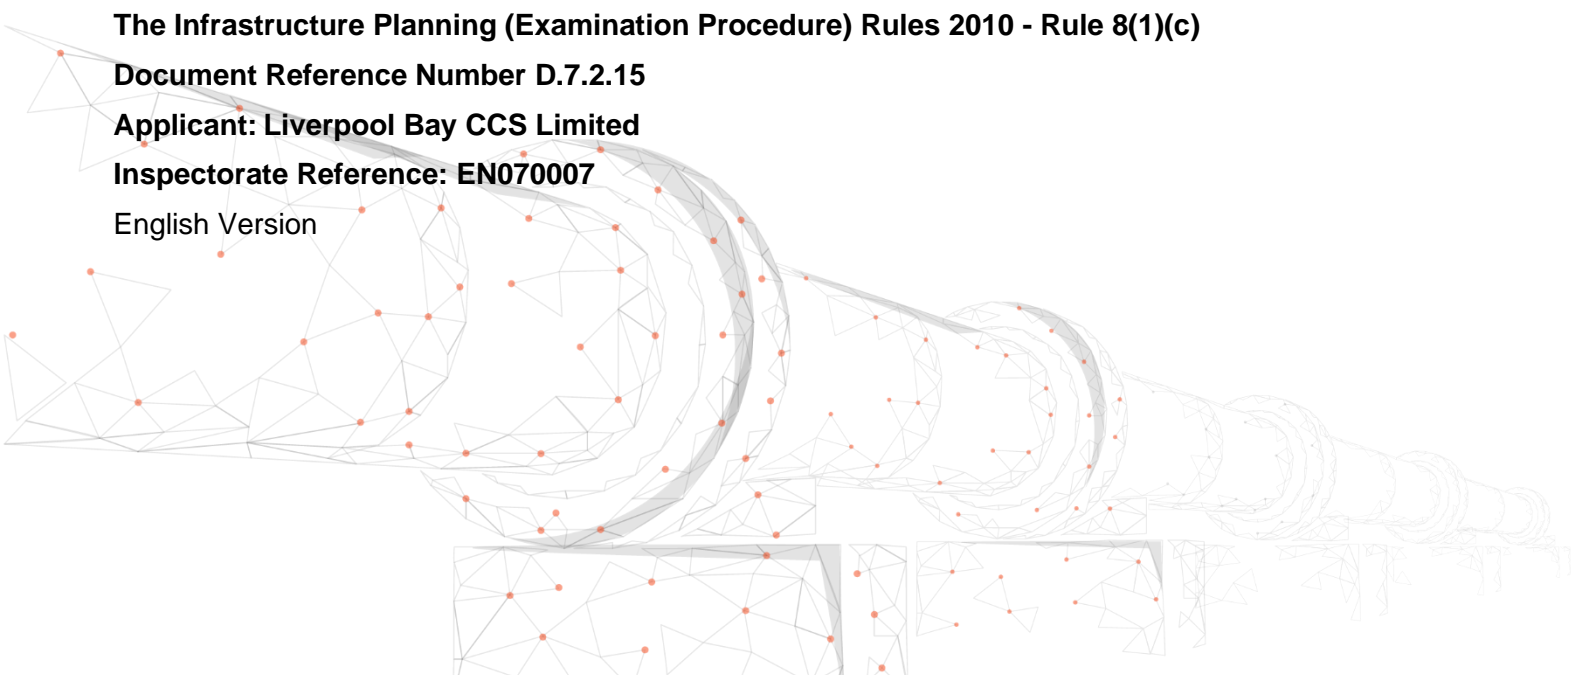 The Infrastructure Planning (Examination Procedure) Rules 2010 - Rule 8(1)(c)
Document Reference Number D.7.2.15
Applicant: Liverpool Bay CCS Limited
Inspectorate Reference: EN070007
English Version